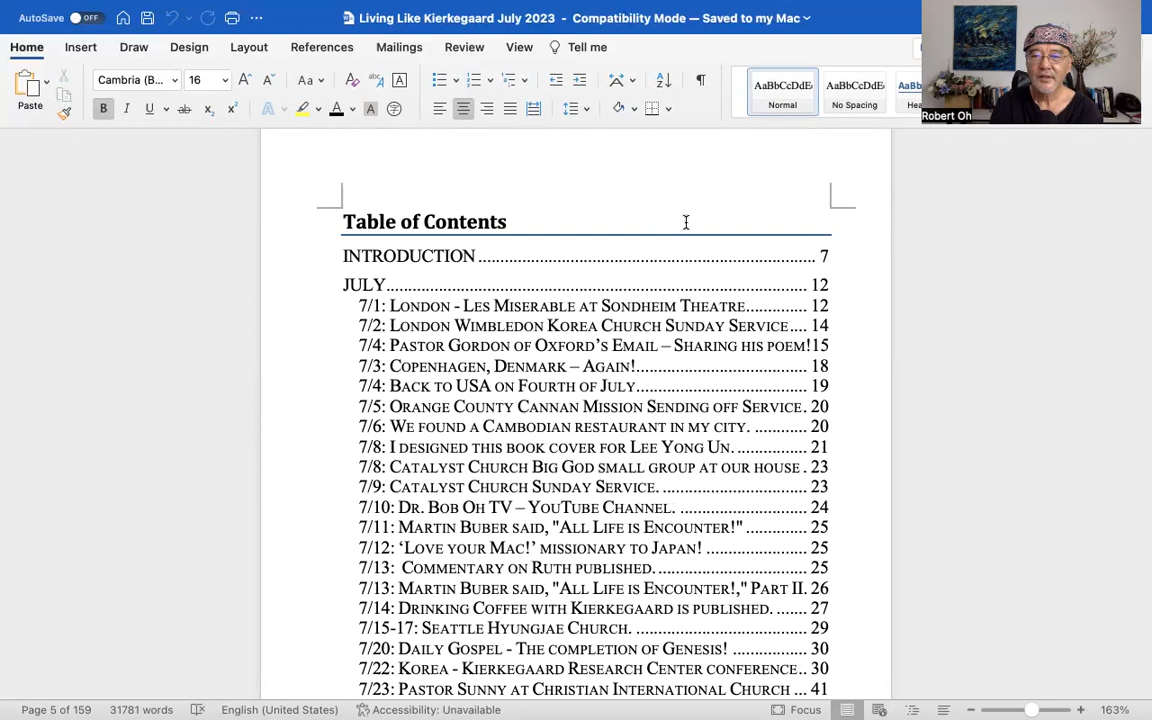 AutoSave OFF
Living Like Kierkegaard July 2023 - Compatibility Mode — Saved to my Mac
Home Insert Draw Design Layout References Mailings Review View Tell me
Paste
Cambria (B... 16
AaBbCcDdE
Normal
AaBbCcDdE
No Spacing
AaBb
Hea
Robert Oh
Table of Contents
INTRODUCTION ........................................................................... 7
JULY ............................................................................................. 12
7/1: LONDON - LES MISERABLE AT SONDHEIM THEATRE.............. 12
7/2: LONDON WIMBLEDON KOREA CHURCH SUNDAY SERVICE.... 14
7/4: PASTOR GORDON OF OXFORD’S EMAIL – SHARING HIS POEM!15
7/3: COPENHAGEN, DENMARK – AGAIN!....................................... 18
7/4: BACK TO USA ON FOURTH OF JULY....................................... 19
7/5: ORANGE COUNTY CANNAN MISSION SENDING OFF SERVICE. 20
7/6: WE FOUND A CAMBODIAN RESTAURANT IN MY CITY. ............ 20
7/8: I DESIGNED THIS BOOK COVER FOR LEE YONG UN. ................ 21
7/8: CATALYST CHURCH BIG GOD SMALL GROUP AT OUR HOUSE . 23
7/9: CATALYST CHURCH SUNDAY SERVICE. ................................. 23
7/10: DR. BOB OH TV – YOUTUBE CHANNEL. ............................. 24
7/11: MARTIN BUBER SAID, "ALL LIFE IS ENCOUNTER!" .............. 25
7/12: ‘LOVE YOUR MAC!’ MISSIONARY TO JAPAN! ....................... 25
7/13:  COMMENTARY ON RUTH PUBLISHED. .................................. 25
7/13: MARTIN BUBER SAID, "ALL LIFE IS ENCOUNTER!," PART II. 26
7/14: DRINKING COFFEE WITH KIERKEGAARD IS PUBLISHED. ....... 27
7/15-17: SEATTLE HYUNGJAE CHURCH. ....................................... 29
7/20: DAILY GOSPEL - THE COMPLETION OF GENESIS! ................. 30
7/22: KOREA - KIERKEGAARD RESEARCH CENTER CONFERENCE.. 30
7/23: PASTOR SUNNY AT CHRISTIAN INTERNATIONAL CHURCH ... 41
Page 5 of 159 31781 words English (United States) Accessibility: Unavailable Focus 163%